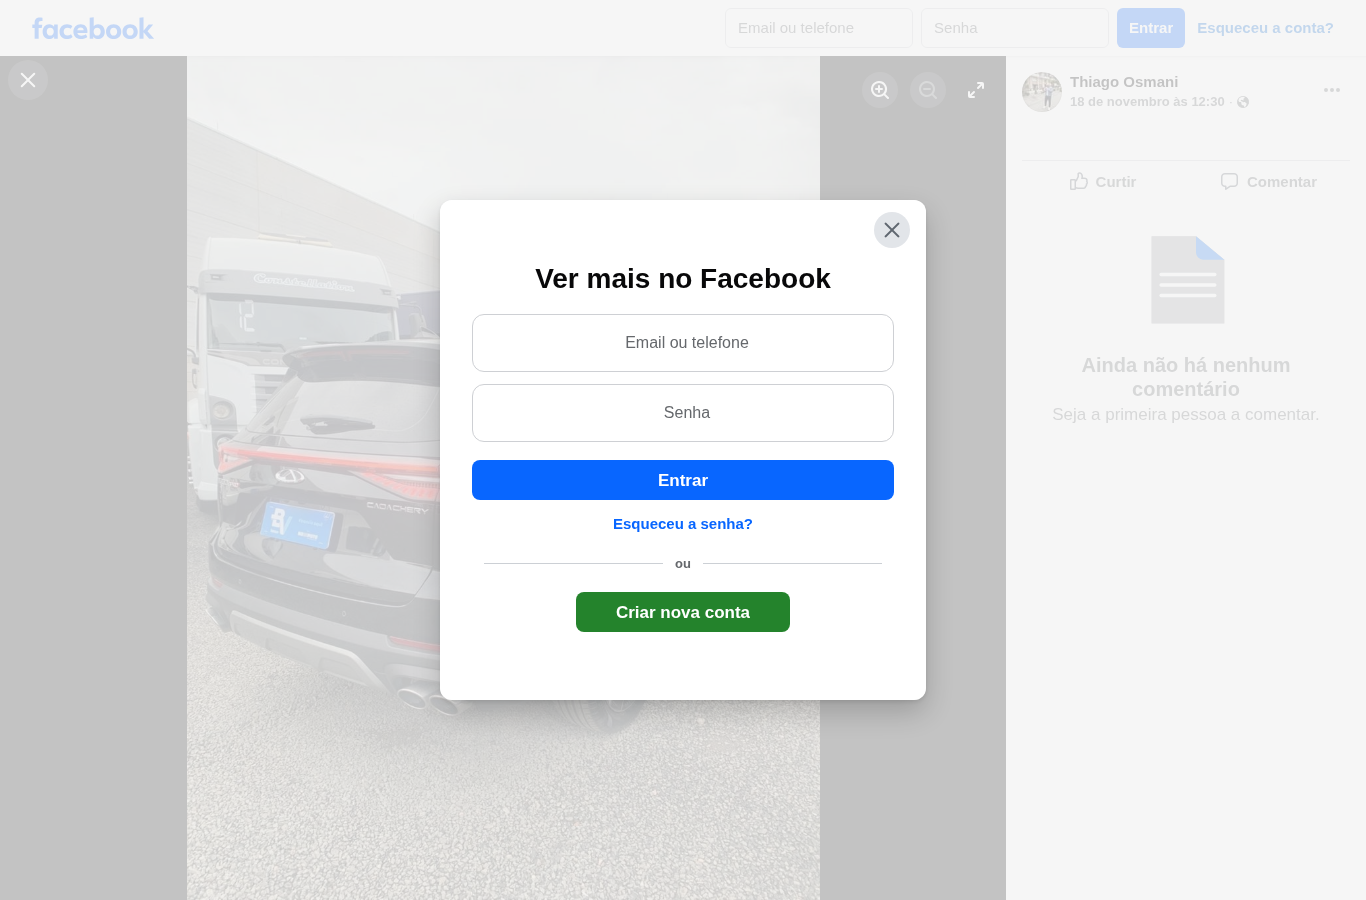 facebook
Email ou telefone
Senha
Entrar
Esqueceu a conta?
Thiago Osmani
18 de novembro às 12:30 ·
Curtir
Comentar
Ainda não há nenhum
comentário
Seja a primeira pessoa a comentar.
Ver mais no Facebook
Email ou telefone
Senha
Entrar
Esqueceu a senha?
ou
Criar nova conta
12
CAOACHERY